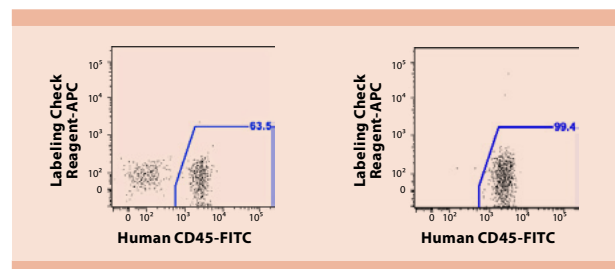 Labeling Check
Reagent-APC
10⁵
10⁴
10³
10²
0
63.5
0 10² 10³ 10⁴ 10⁵
Human CD45-FITC
Labeling Check
Reagent-APC
10⁵
10⁴
10³
10²
0
99.4
0 10² 10³ 10⁴ 10⁵
Human CD45-FITC